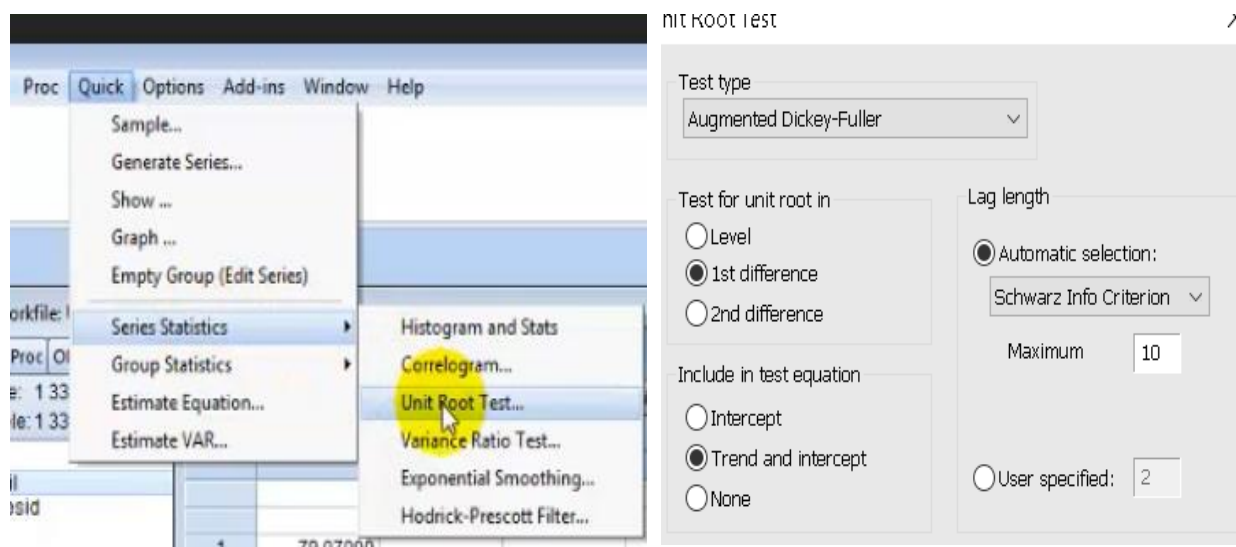 Proc Quick Options Add-ins Window Help
Sample...
Generate Series...
Show ...
Graph ...
Empty Group (Edit Series)
Series Statistics
Group Statistics
Estimate Equation...
Estimate VAR...
Histogram and Stats
Correlogram...
Unit Root Test...
Variance Ratio Test...
Exponential Smoothing...
Hodrick-Prescott Filter...
orkfile:
Proc
1 33
1 33
nit Root Test
Test type
Augmented Dickey-Fuller
Test for unit root in
Level
1st difference
2nd difference
Include in test equation
Intercept
Trend and intercept
None
Lag length
Automatic selection:
Schwarz Info Criterion
Maximum 10
User specified: 2